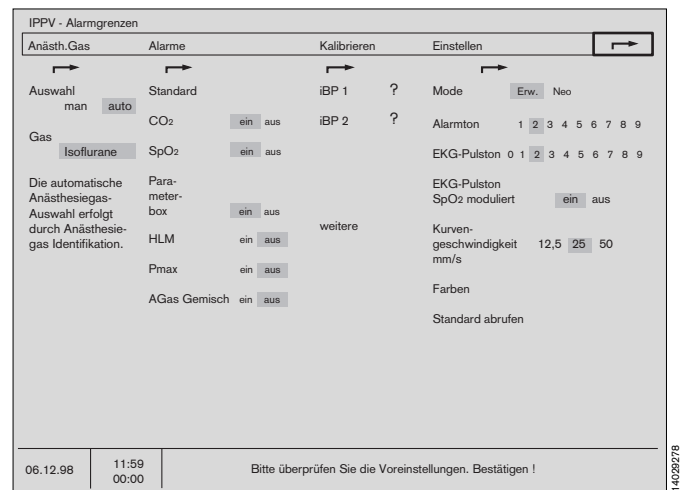 IPPV - Alarmgrenzen
Anästh.Gas Alarme Kalibrieren Einstellen
Auswahl
man auto
Gas
Isoflurane
Die automatische
Anästhesiegas-
Auswahl erfolgt
durch Anästhesie-
gas Identifikation.
Standard
CO2 ein aus
SpO2 ein aus
Para-
meter-
box ein aus
HLM ein aus
Pmax ein aus
AGas Gemisch ein aus
iBP 1 ?
iBP 2 ?
weitere
Mode Erw. Neo
Alarmton 1 2 3 4 5 6 7 8 9
EKG-Pulston 0 1 2 3 4 5 6 7 8 9
EKG-Pulston
SpO2 moduliert ein aus
Kurven-
geschwindigkeit 12,5 25 50
mm/s
Farben
Standard abrufen
06.12.98 11:59
00:00
Bitte überprüfen Sie die Voreinstellungen. Bestätigen !
14029278